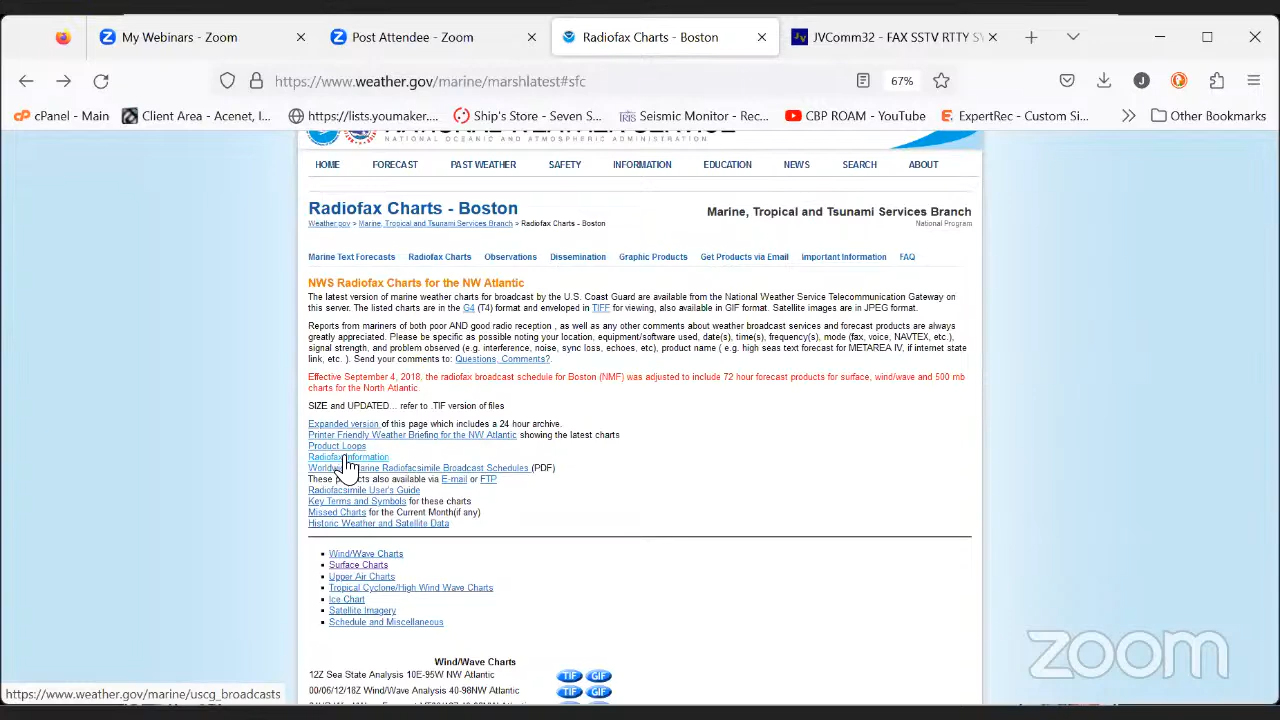 My Webinars - Zoom
Post Attendee - Zoom
Radiofax Charts - Boston
JVComm32 - FAX SSTV RTTY SY
https://www.weather.gov/marine/marshlatest#sfc
67%
cPanel - Main
Client Area - Acenet, I...
https://lists.youmaker....
Ship's Store - Seven S...
Seismic Monitor - Rec...
CBP ROAM - YouTube
ExpertRec - Custom Si...
Other Bookmarks
NATIONAL WEATHER SERVICE
NATIONAL OCEANIC AND ATMOSPHERIC ADMINISTRATION
HOME FORECAST PAST WEATHER SAFETY INFORMATION EDUCATION NEWS SEARCH ABOUT
Radiofax Charts - Boston
Marine, Tropical and Tsunami Services Branch
Weather.gov > Marine, Tropical and Tsunami Services Branch > Radiofax Charts - Boston
National Program
Marine Text Forecasts Radiofax Charts Observations Dissemination Graphic Products Get Products via Email Important Information FAQ
NWS Radiofax Charts for the NW Atlantic
The latest version of marine weather charts for broadcast by the U.S. Coast Guard are available from the National Weather Service Telecommunication Gateway on
this server. The listed charts are in the G4 (T4) format and enveloped in TIFF for viewing, also available in GIF format. Satellite images are in JPEG format.
Reports from mariners of both poor AND good radio reception , as well as any other comments about weather broadcast services and forecast products are always
greatly appreciated. Please be specific as possible noting your location, equipment/software used, date(s), time(s), frequency(s), mode (fax, voice, NAVTEX, etc.),
signal strength, and problem observed (e.g. interference, noise, sync loss, echoes, etc), product name ( e.g. high seas text forecast for METAREA IV, if internet state
link, etc. ). Send your comments to: Questions, Comments?.
Effective September 4, 2018, the radiofax broadcast schedule for Boston (NMF) was adjusted to include 72 hour forecast products for surface, wind/wave and 500 mb
charts for the North Atlantic.
SIZE and UPDATED... refer to .TIF version of files
Expanded version of this page which includes a 24 hour archive.
Printer Friendly Weather Briefing for the NW Atlantic showing the latest charts
Product Loops
Radiofax Information
Marine Radiofacsimile Broadcast Schedules (PDF)
These also available via E-mail or FTP
Radiofacsimile User's Guide
Key Terms and Symbols for these charts
Missed Charts for the Current Month(if any)
Historic Weather and Satellite Data
Wind/Wave Charts
Surface Charts
Upper Air Charts
Tropical Cyclone/High Wind Wave Charts
Ice Chart
Satellite Imagery
Schedule and Miscellaneous
Wind/Wave Charts
12Z Sea State Analysis 10E-95W NW Atlantic TIF GIF
00/06/12/18Z Wind/Wave Analysis 40-98NW Atlantic TIF GIF
zoom
https://www.weather.gov/marine/uscg_broadcasts